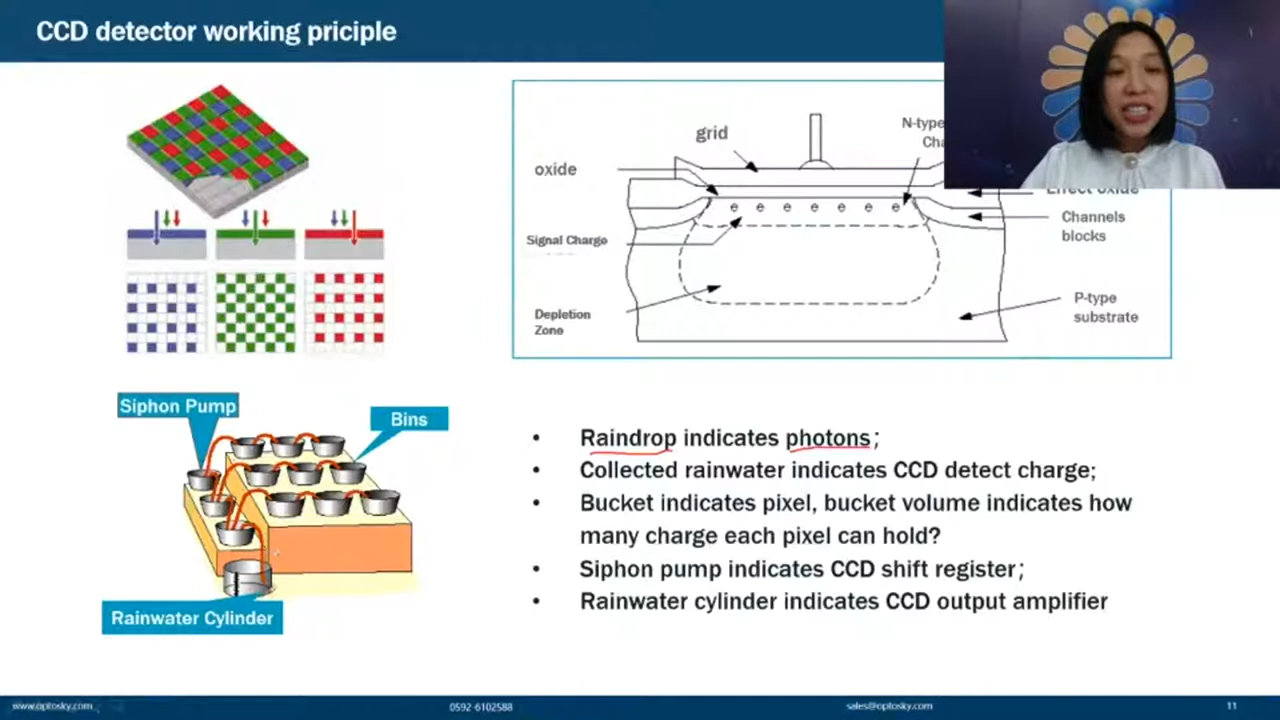 CCD detector working priciple
grid
N-type
Cha
oxide
Effect oxide
Signal Charge
Channels
blocks
Depletion
Zone
P-type
substrate
e e e e e e e
Siphon Pump
Bins
Rainwater Cylinder
• Raindrop indicates photons;
• Collected rainwater indicates CCD detect charge;
• Bucket indicates pixel, bucket volume indicates how
many charge each pixel can hold?
• Siphon pump indicates CCD shift register;
• Rainwater cylinder indicates CCD output amplifier
www.optosky.com
0592-6102588
sales@optosky.com
11